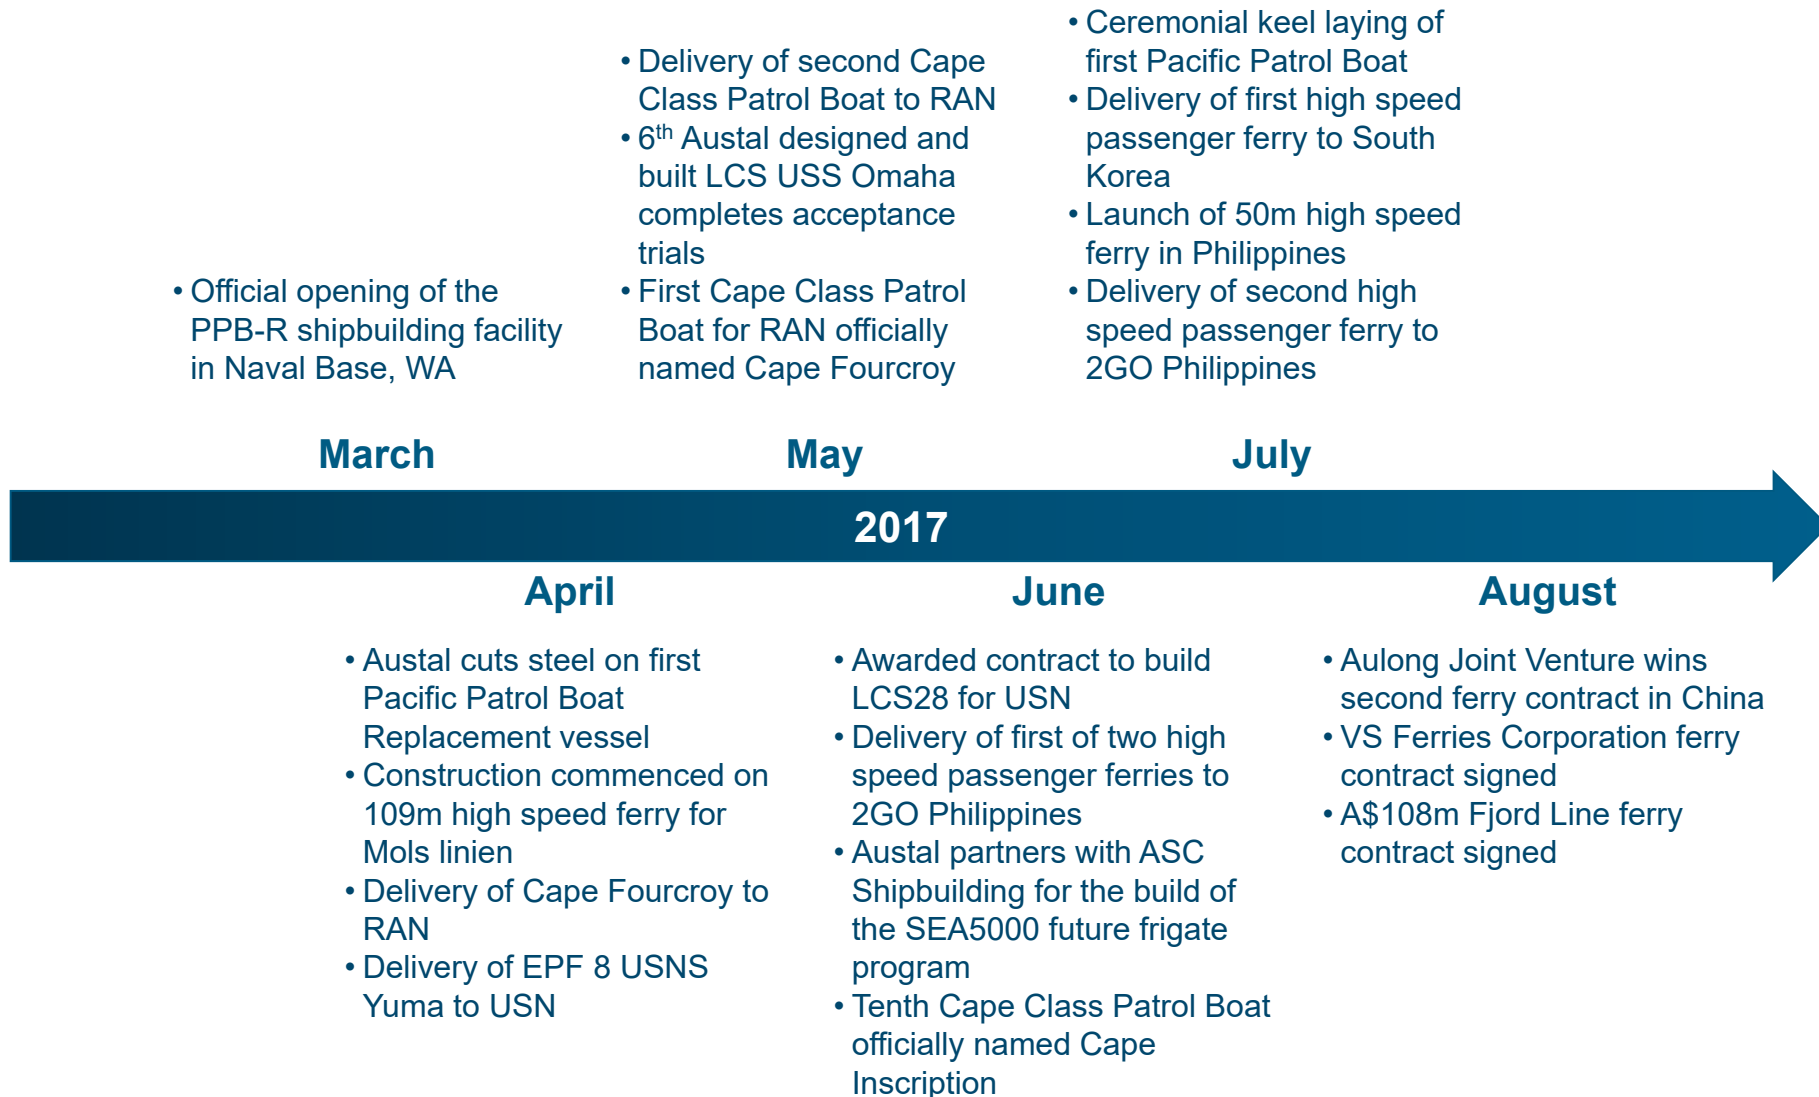 • Official opening of the
PPB-R shipbuilding facility
in Naval Base, WA
• Delivery of second Cape
Class Patrol Boat to RAN
• 6th Austal designed and
built LCS USS Omaha
completes acceptance
trials
• First Cape Class Patrol
Boat for RAN officially
named Cape Fourcroy
• Ceremonial keel laying of
first Pacific Patrol Boat
• Delivery of first high speed
passenger ferry to South
Korea
• Launch of 50m high speed
ferry in Philippines
• Delivery of second high
speed passenger ferry to
2GO Philippines
March
May
July
2017
April
June
August
• Austal cuts steel on first
Pacific Patrol Boat
Replacement vessel
• Construction commenced on
109m high speed ferry for
Mols linien
• Delivery of Cape Fourcroy to
RAN
• Delivery of EPF 8 USNS
Yuma to USN
• Awarded contract to build
LCS28 for USN
• Delivery of first of two high
speed passenger ferries to
2GO Philippines
• Austal partners with ASC
Shipbuilding for the build of
the SEA5000 future frigate
program
• Tenth Cape Class Patrol Boat
officially named Cape
Inscription
• Aulong Joint Venture wins
second ferry contract in China
• VS Ferries Corporation ferry
contract signed
• A$108m Fjord Line ferry
contract signed